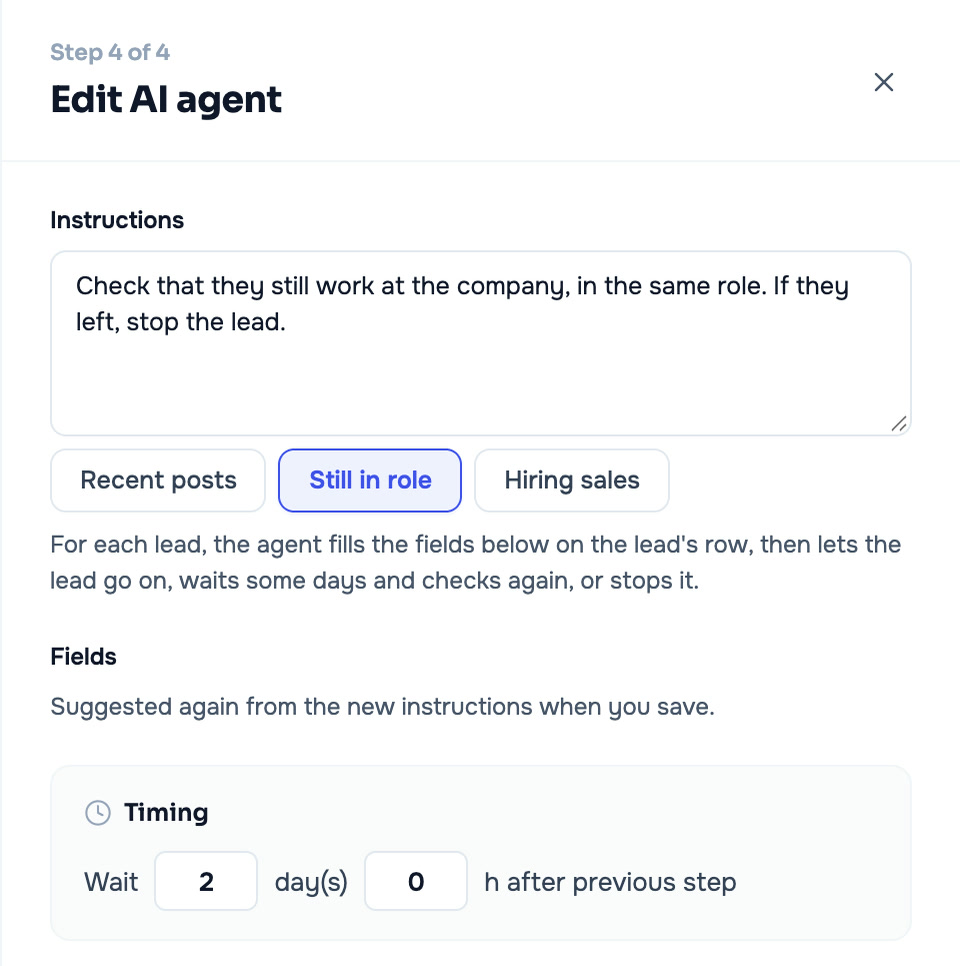 Step 4 of 4
Edit AI agent
Instructions
Check that they still work at the company, in the same role. If they
left, stop the lead.
Recent posts
Still in role
Hiring sales
For each lead, the agent fills the fields below on the lead's row, then lets the
lead go on, waits some days and checks again, or stops it.
Fields
Suggested again from the new instructions when you save.
Timing
Wait 2 day(s) 0 h after previous step